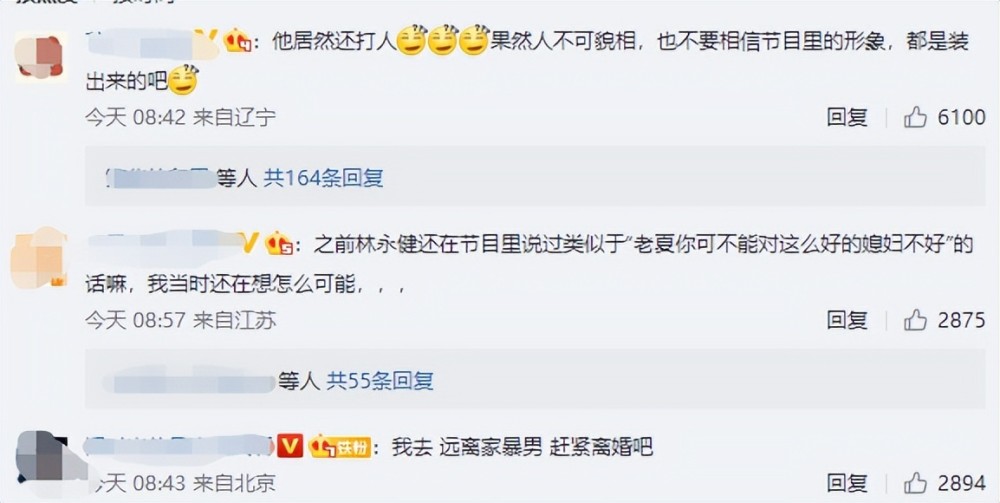 : 他居然还打人果然人不可貌相，也不要相信节目里的形象，都是装
出来的吧
今天 08:42 来自辽宁
回复 6100
等人 共164条回复
: 之前林永健还在节目里说过类似于“老夏你可不能对这么好的媳妇不好”的
话嘛，我当时还在想怎么可能，，，
今天 08:57 来自江苏
回复 2875
等人 共55条回复
V 1 铁粉: 我去 远离家暴男 赶紧离婚吧
今天 08:43 来自北京
回复 2894